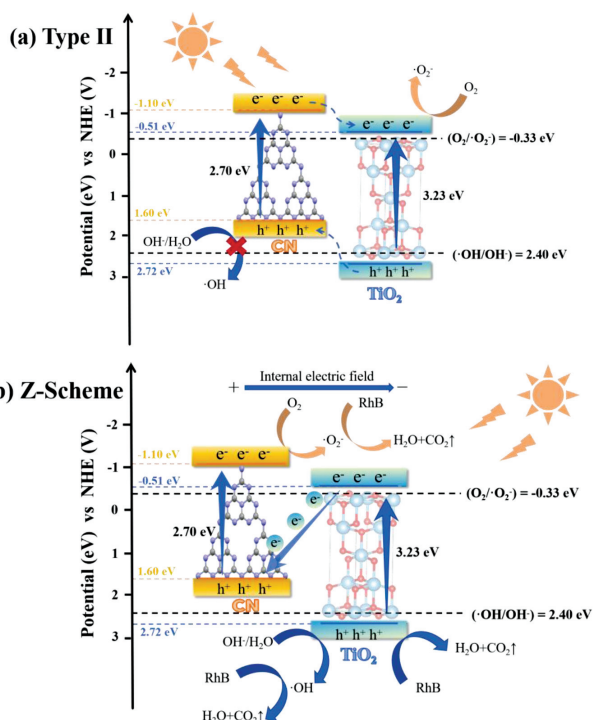 (a) Type II
Potential (eV) vs NHE (V)
-2
-1
0
1
2
3
-1.10 eV
-0.51 eV
1.60 eV
2.72 eV
e⁻ e⁻ e⁻
2.70 eV
h⁺ h⁺ h⁺
CN
OH⁻/H₂O
·OH
·O₂⁻
O₂
e⁻ e⁻ e⁻
(O₂/·O₂⁻) = -0.33 eV
3.23 eV
(·OH/OH⁻) = 2.40 eV
h⁺ h⁺ h⁺
TiO₂
) Z-Scheme
Potential (eV) vs NHE (V)
-2
-1
0
1
2
3
-1.10 eV
-0.51 eV
1.60 eV
2.72 eV
+ Internal electric field −
O₂
·O₂⁻
RhB
H₂O+CO₂↑
e⁻ e⁻ e⁻
e⁻ e⁻ e⁻
(O₂/·O₂⁻) = -0.33 eV
e⁻
e⁻
e⁻
2.70 eV
3.23 eV
h⁺ h⁺ h⁺
CN
(·OH/OH⁻) = 2.40 eV
h⁺ h⁺ h⁺
TiO₂
OH⁻/H₂O
·OH
RhB
H₂O+CO₂↑
H₂O+CO₂↑
RhB